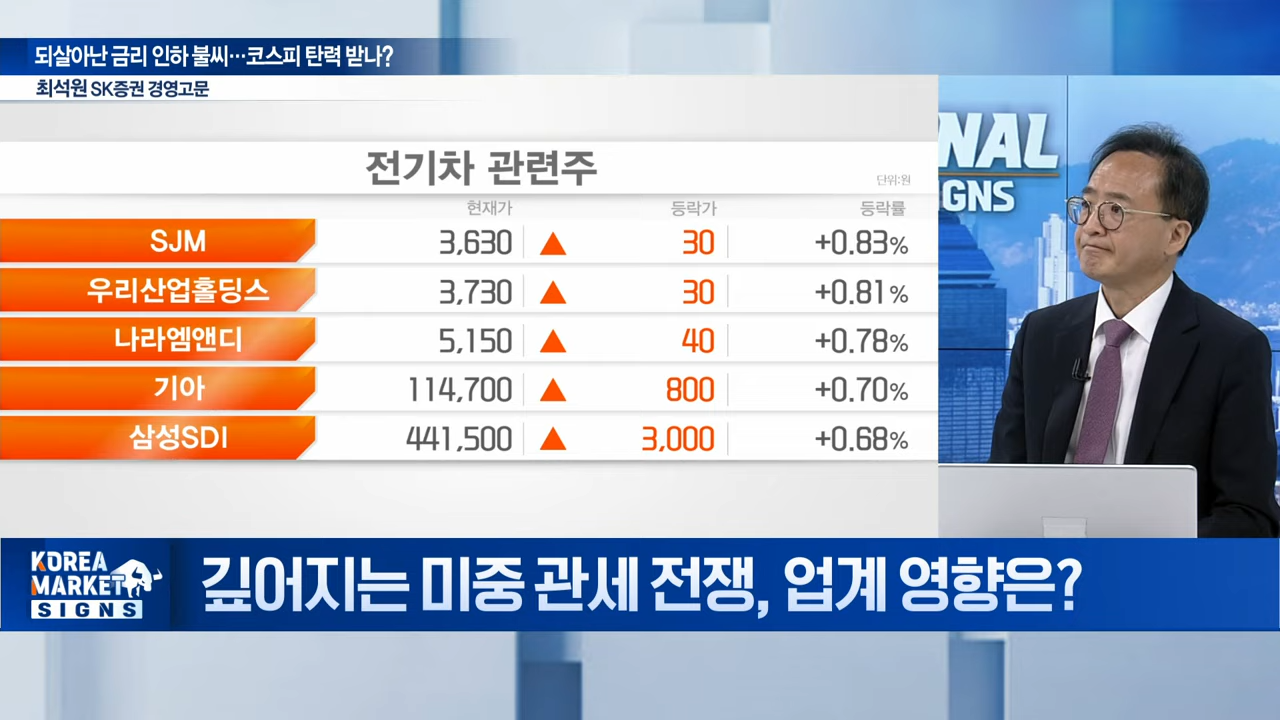 되살아난 금리 인하 불씨…코스피 탄력 받나?
최석원 SK증권 경영고문
전기차 관련주
단위:원
현재가 등락가 등락률
SJM 3,630 ▲ 30 +0.83%
우리산업홀딩스 3,730 ▲ 30 +0.81%
나라엠앤디 5,150 ▲ 40 +0.78%
기아 114,700 ▲ 800 +0.70%
삼성SDI 441,500 ▲ 3,000 +0.68%
NAL
GNS
KOREA
MARKET
SIGNS
깊어지는 미중 관세 전쟁, 업계 영향은?